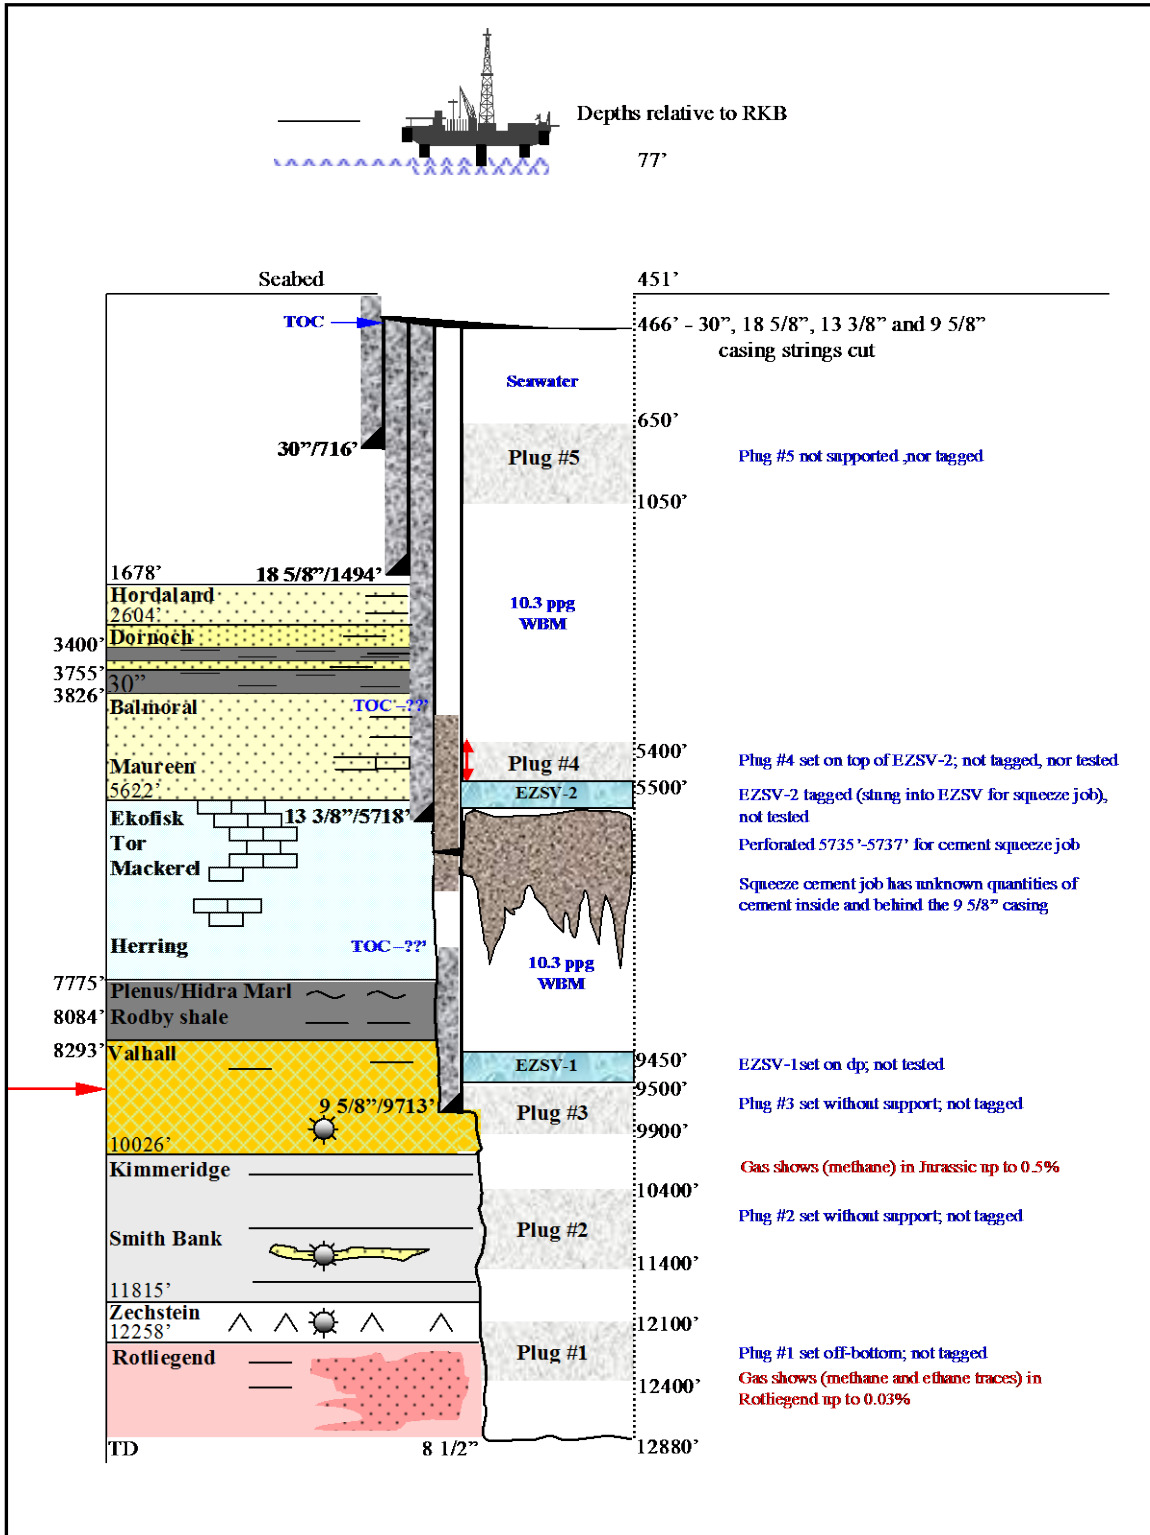 Depths relative to RKB
77'
Seabed
451'
TOC
466' - 30", 18 5/8", 13 3/8" and 9 5/8"
casing strings cut
Seawater
650'
30"/716'
Plug #5
Plug #5 not supported ,nor tagged
1050'
1678'
18 5/8"/1494'
Hordaland
2604'
10.3 ppg
WBM
Dornoch
3400'
3755'
30"
3826'
Balmoral
TOC –??'
5400'
Plug #4
Plug #4 set on top of EZSV-2; not tagged, nor tested
Maureen
5622'
5500'
EZSV-2
EZSV-2 tagged (stung into EZSV for squeeze job),
not tested
Ekofisk
13 3/8"/5718'
Tor
Perforated 5735'-5737' for cement squeeze job
Mackerel
Squeeze cement job has unknown quantities of
cement inside and behind the 9 5/8" casing
Herring
TOC –??'
10.3 ppg
WBM
7775'
Plenus/Hidra Marl
8084'
Rodby shale
8293'
Valhall
9450'
EZSV-1
EZSV-1set on dp; not tested
9500'
9 5/8"/9713'
Plug #3
Plug #3 set without support; not tagged
9900'
10026'
Kimmeridge
Gas shows (methane) in Jurassic up to 0.5%
10400'
Plug #2
Plug #2 set without support; not tagged
Smith Bank
11400'
11815'
Zechstein
12258'
12100'
Rotliegend
Plug #1
Plug #1 set off-bottom; not tagged
12400'
Gas shows (methane and ethane traces) in
Rotliegend up to 0.03%
TD
8 1/2"
12880'